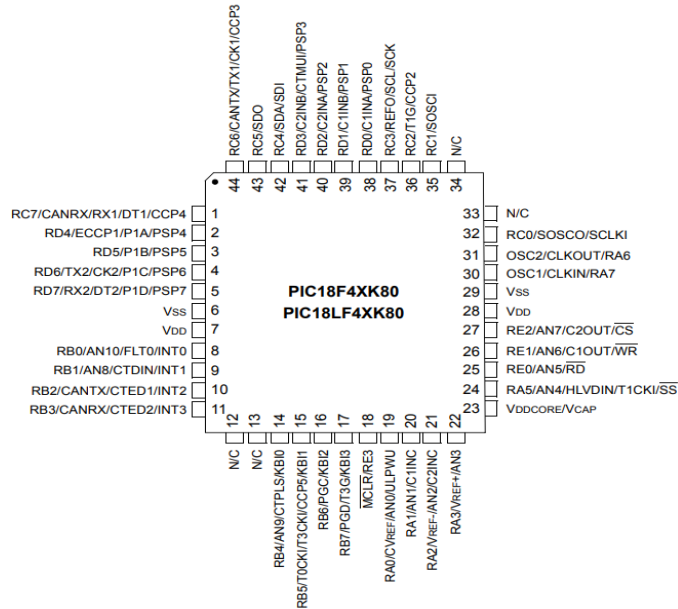 RC6/CANTX/TX1/CK1/CCP3
RC5/SDO
RC4/SDA/SDI
RD3/C2INB/CTMUI/PSP3
RD2/C2INA/PSP2
RD1/C1INB/PSP1
RD0/C1INA/PSP0
RC3/REFO/SCL/SCK
RC2/T1G/CCP2
RC1/SOSCI
N/C
44 43 42 41 40 39 38 37 36 35 34
RC7/CANRX/RX1/DT1/CCP4 1
RD4/ECCP1/P1A/PSP4 2
RD5/P1B/PSP5 3
RD6/TX2/CK2/P1C/PSP6 4
RD7/RX2/DT2/P1D/PSP7 5
VSS 6
VDD 7
RB0/AN10/FLT0/INT0 8
RB1/AN8/CTDIN/INT1 9
RB2/CANTX/CTED1/INT2 10
RB3/CANRX/CTED2/INT3 11
PIC18F4XK80
PIC18LF4XK80
33 N/C
32 RC0/SOSCO/SCLKI
31 OSC2/CLKOUT/RA6
30 OSC1/CLKIN/RA7
29 VSS
28 VDD
27 RE2/AN7/C2OUT/C̅S̅
26 RE1/AN6/C1OUT/W̅R̅
25 RE0/AN5/R̅D̅
24 RA5/AN4/HLVDIN/T1CKI/S̅S̅
23 VDDCORE/VCAP
12 13 14 15 16 17 18 19 20 21 22
N/C
N/C
RB4/AN9/CTPLS/KBI0
RB5/T0CKI/T3CKI/CCP5/KBI1
RB6/PGC/KBI2
RB7/PGD/T3G/KBI3
M̅C̅L̅R̅/RE3
RA0/CVREF/AN0/ULPWU
RA1/AN1/C1INC
RA2/VREF-/AN2/C2INC
RA3/VREF+/AN3